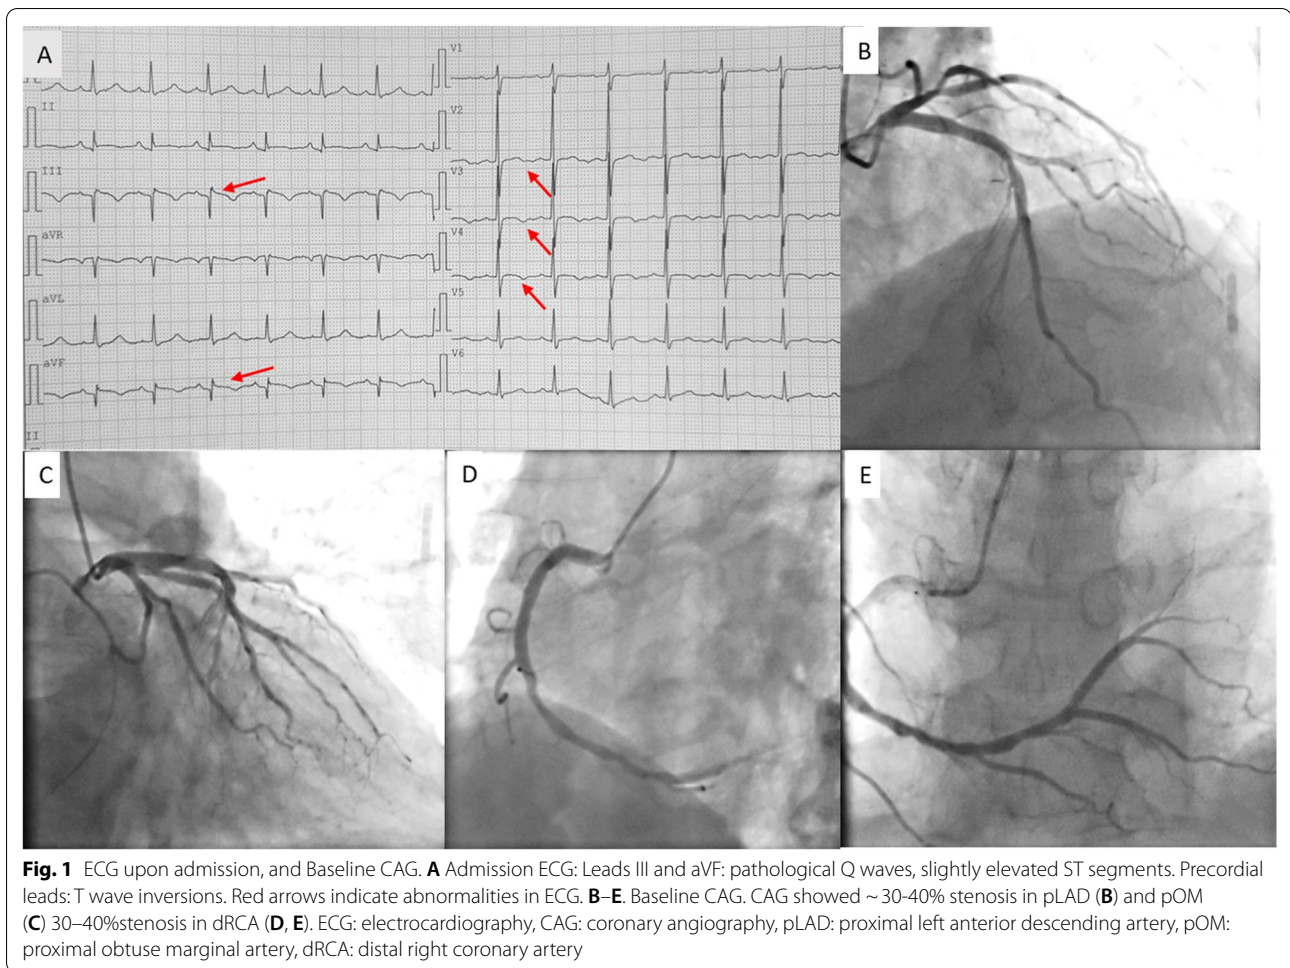 A
II
III
aVR
aVL
aVF
II
V1
V2
V3
V4
V5
V6
B
C
D
E
Fig. 1 ECG upon admission, and Baseline CAG. A Admission ECG: Leads III and aVF: pathological Q waves, slightly elevated ST segments. Precordial
leads: T wave inversions. Red arrows indicate abnormalities in ECG. B–E. Baseline CAG. CAG showed ~ 30-40% stenosis in pLAD (B) and pOM
(C) 30–40%stenosis in dRCA (D, E). ECG: electrocardiography, CAG: coronary angiography, pLAD: proximal left anterior descending artery, pOM:
proximal obtuse marginal artery, dRCA: distal right coronary artery